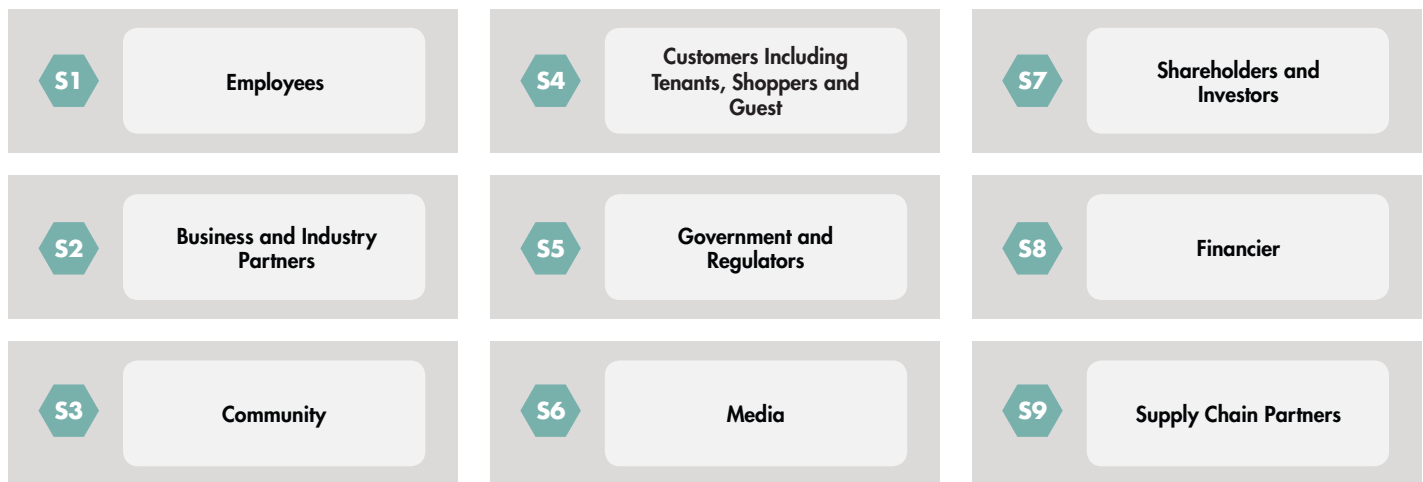 S1
Employees
S4
Customers Including
Tenants, Shoppers and
Guest
S7
Shareholders and
Investors
S2
Business and Industry
Partners
S5
Government and
Regulators
S8
Financier
S3
Community
S6
Media
S9
Supply Chain Partners